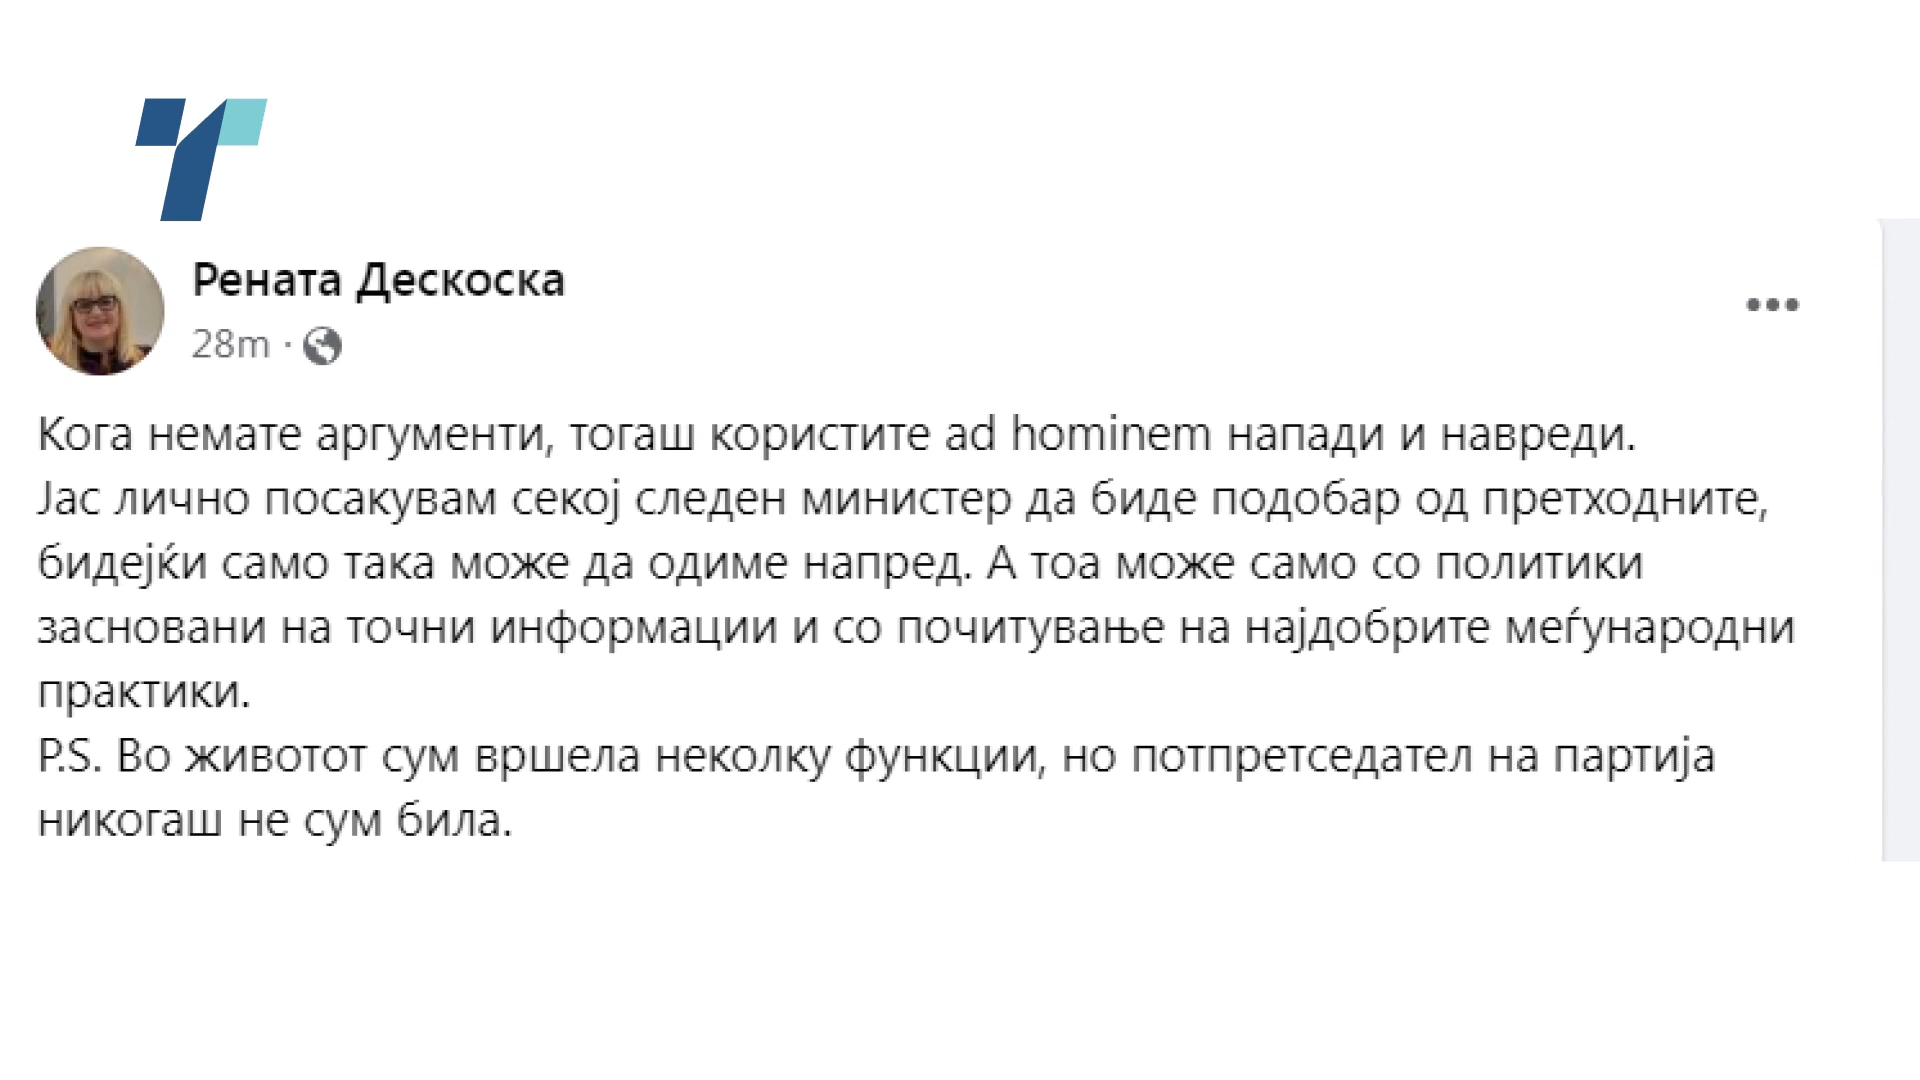 Рената Дескоска
28m ·
Кога немате аргументи, тогаш користите ad hominem напади и навреди.
Јас лично посакувам секој следен министер да биде подобар од претходните,
бидејќи само така може да одиме напред. А тоа може само со политики
засновани на точни информации и со почитување на најдобрите меѓународни
практики.
P.S. Во животот сум вршела неколку функции, но потпретседател на партија
никогаш не сум била.